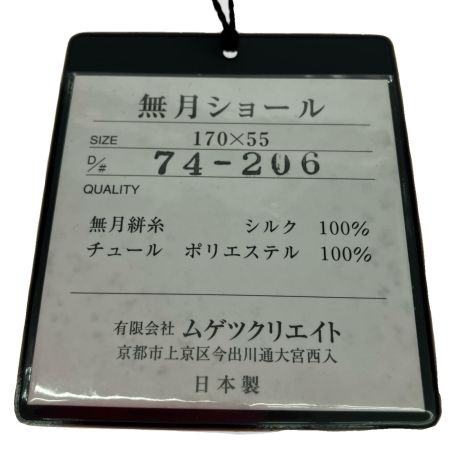 無月ショール
SIZE 170×55
D/# 74-206
QUALITY
無月絣糸 シルク 100%
チュール ポリエステル 100%
有限会社 ムゲツクリエイト
京都市上京区今出川通大宮西入
日本製